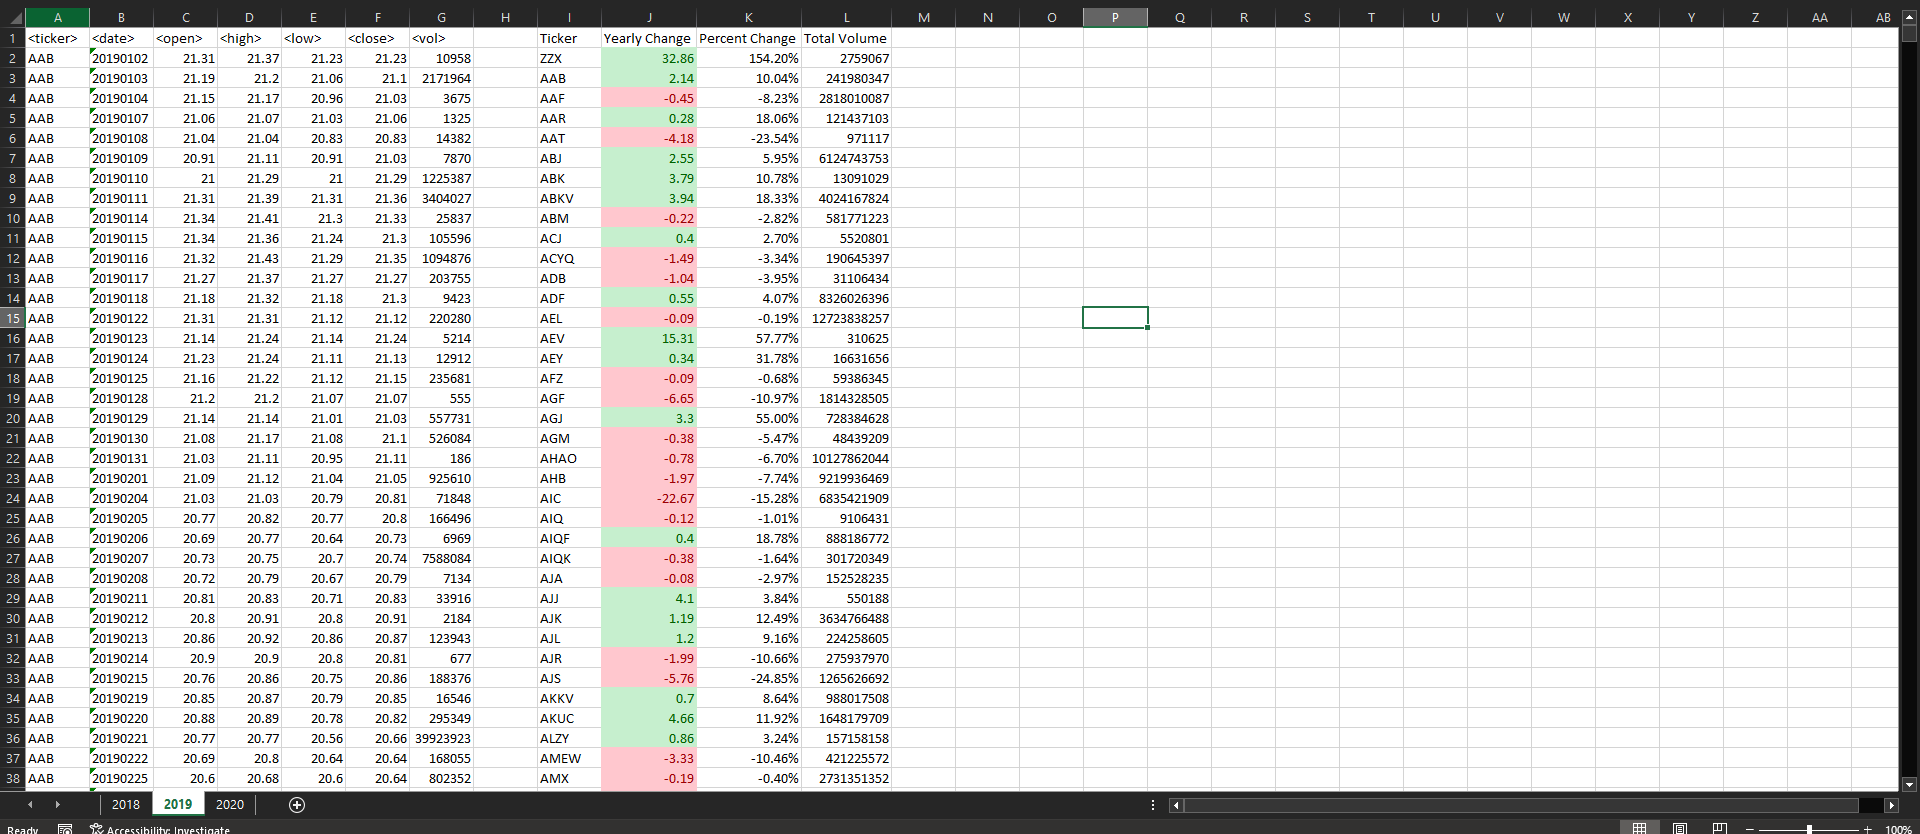 A B C D E F G H I J K L M N O P Q R S T U V W X Y Z AA AB
1 <ticker> <date> <open> <high> <low> <close> <vol> Ticker Yearly Change Percent Change Total Volume
2 AAB 20190102 21.31 21.37 21.23 21.23 10958 ZZX 32.86 154.20% 2759067
3 AAB 20190103 21.19 21.2 21.06 21.1 2171964 AAB 2.14 10.04% 241980347
4 AAB 20190104 21.15 21.17 20.96 21.03 3675 AAF -0.45 -8.23% 2818010087
5 AAB 20190107 21.06 21.07 21.03 21.06 1325 AAR 0.28 18.06% 121437103
6 AAB 20190108 21.04 21.04 20.83 20.83 14382 AAT -4.18 -23.54% 971117
7 AAB 20190109 20.91 21.11 20.91 21.03 7870 ABJ 2.55 5.95% 6124743753
8 AAB 20190110 21 21.29 21 21.29 1225387 ABK 3.79 10.78% 13091029
9 AAB 20190111 21.31 21.39 21.31 21.36 3404027 ABKV 3.94 18.33% 4024167824
10 AAB 20190114 21.34 21.41 21.3 21.33 25837 ABM -0.22 -2.82% 581771223
11 AAB 20190115 21.34 21.36 21.24 21.3 105596 ACJ 0.4 2.70% 5520801
12 AAB 20190116 21.32 21.43 21.29 21.35 1094876 ACYQ -1.49 -3.34% 190645397
13 AAB 20190117 21.27 21.37 21.27 21.27 203755 ADB -1.04 -3.95% 31106434
14 AAB 20190118 21.18 21.32 21.18 21.3 9423 ADF 0.55 4.07% 8326026396
15 AAB 20190122 21.31 21.31 21.12 21.12 220280 AEL -0.09 -0.19% 12723838257
16 AAB 20190123 21.14 21.24 21.14 21.24 5214 AEV 15.31 57.77% 310625
17 AAB 20190124 21.23 21.24 21.11 21.13 12912 AEY 0.34 31.78% 16631656
18 AAB 20190125 21.16 21.22 21.12 21.15 235681 AFZ -0.09 -0.68% 59386345
19 AAB 20190128 21.2 21.2 21.07 21.07 555 AGF -6.65 -10.97% 1814328505
20 AAB 20190129 21.14 21.14 21.01 21.03 557731 AGJ 3.3 55.00% 728384628
21 AAB 20190130 21.08 21.17 21.08 21.1 526084 AGM -0.38 -5.47% 48439209
22 AAB 20190131 21.03 21.11 20.95 21.11 186 AHAO -0.78 -6.70% 10127862044
23 AAB 20190201 21.09 21.12 21.04 21.05 925610 AHB -1.97 -7.74% 9219936469
24 AAB 20190204 21.03 21.03 20.79 20.81 71848 AIC -22.67 -15.28% 6835421909
25 AAB 20190205 20.77 20.82 20.77 20.8 166496 AIQ -0.12 -1.01% 9106431
26 AAB 20190206 20.69 20.77 20.64 20.73 6969 AIQF 0.4 18.78% 888186772
27 AAB 20190207 20.73 20.75 20.7 20.74 7588084 AIQK -0.38 -1.64% 301720349
28 AAB 20190208 20.72 20.79 20.67 20.79 7134 AJA -0.08 -2.97% 152528235
29 AAB 20190211 20.81 20.83 20.71 20.83 33916 AJJ 4.1 3.84% 550188
30 AAB 20190212 20.8 20.91 20.8 20.91 2184 AJK 1.19 12.49% 3634766488
31 AAB 20190213 20.86 20.92 20.86 20.87 123943 AJL 1.2 9.16% 224258605
32 AAB 20190214 20.9 20.9 20.8 20.81 677 AJR -1.99 -10.66% 275937970
33 AAB 20190215 20.76 20.86 20.75 20.86 188376 AJS -5.76 -24.85% 1265626692
34 AAB 20190219 20.85 20.87 20.79 20.85 16546 AKKV 0.7 8.64% 988017508
35 AAB 20190220 20.88 20.89 20.78 20.82 295349 AKUC 4.66 11.92% 1648179709
36 AAB 20190221 20.77 20.77 20.56 20.66 39923923 ALZY 0.86 3.24% 157158158
37 AAB 20190222 20.69 20.8 20.64 20.64 168055 AMEW -3.33 -10.46% 421225572
38 AAB 20190225 20.6 20.68 20.6 20.64 802352 AMX -0.19 -0.40% 2731351352
2018 2019 2020
Ready Accessibility: Investigate 100%